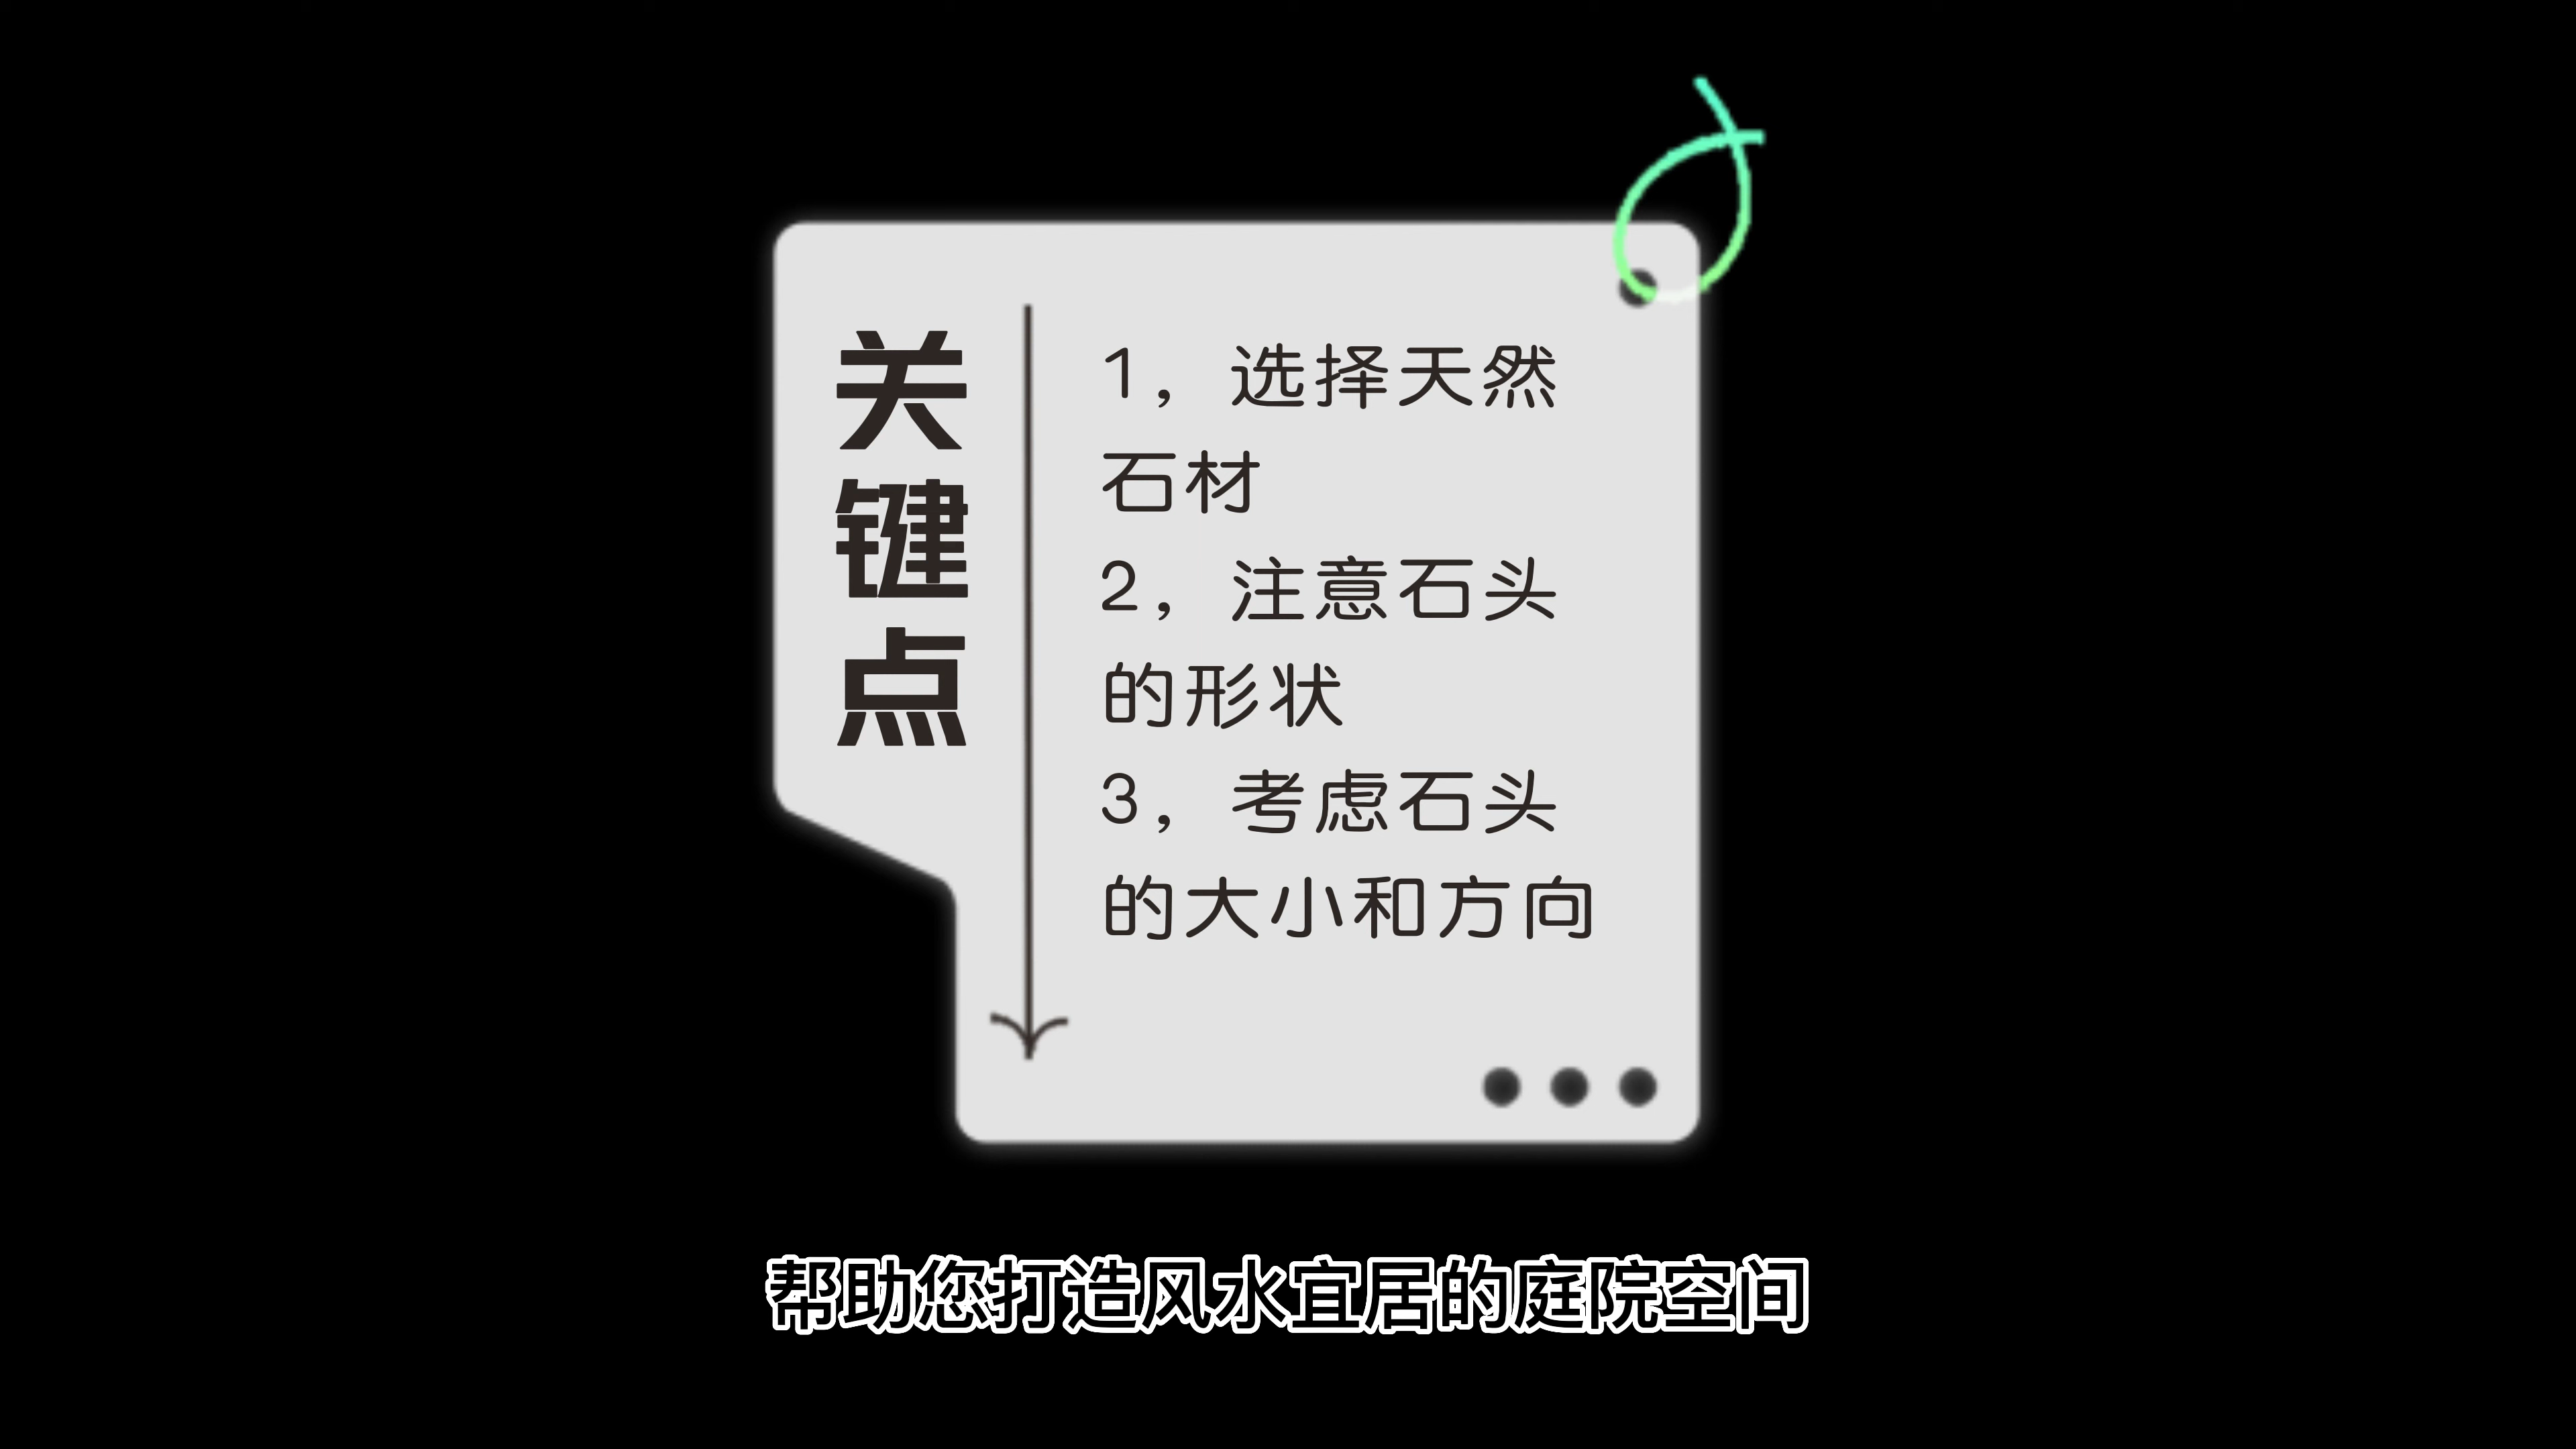 关键点
1，选择天然
石材
2，注意石头
的形状
3，考虑石头
的大小和方向
帮助您打造风水宜居的庭院空间